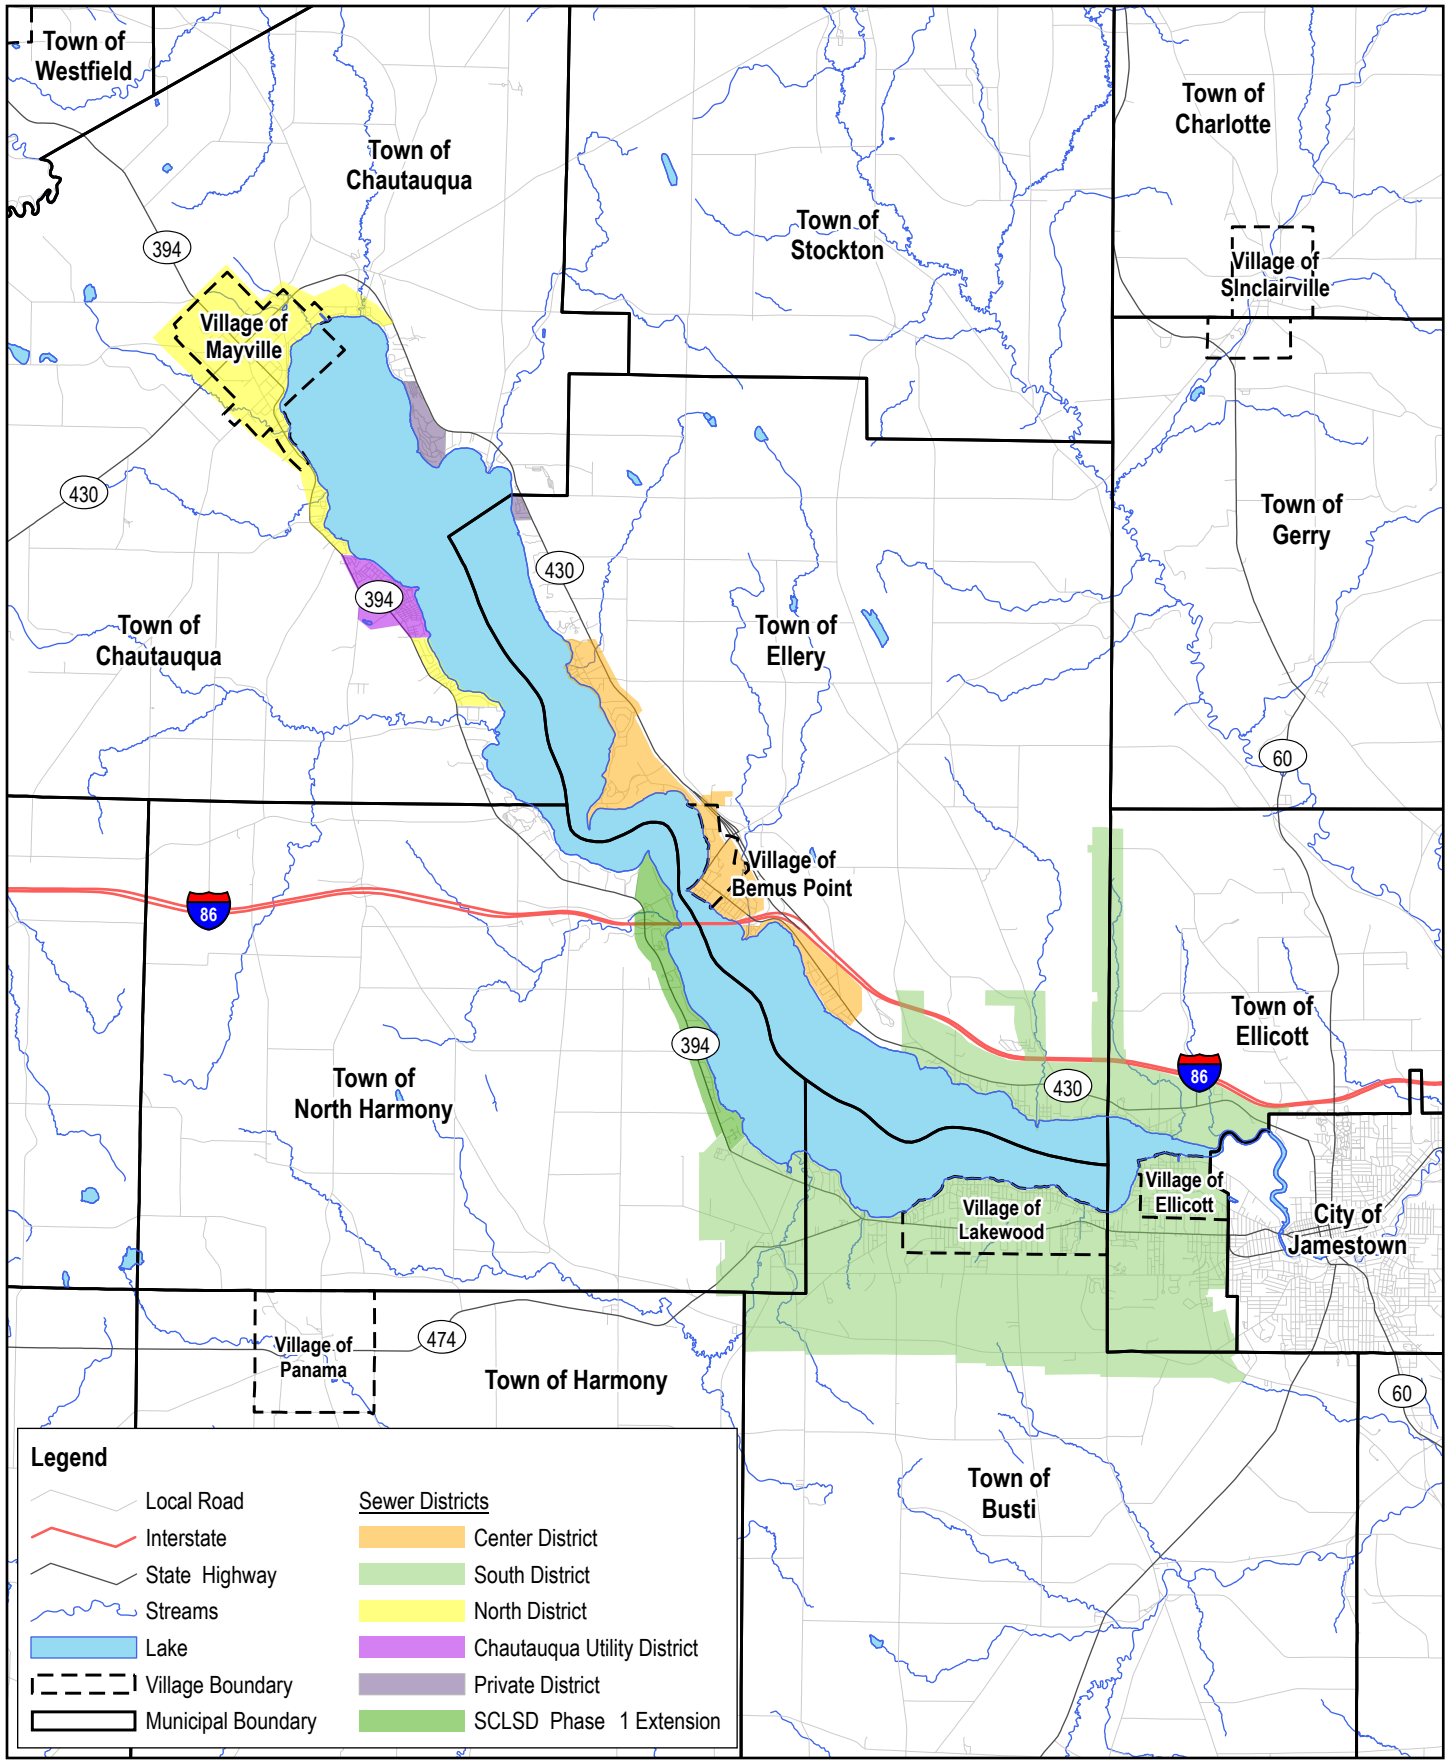 Town of
Westfield
Town of
Chautauqua
Town of
Charlotte
Town of
Stockton
394
Village of
SInclairville
Village of
Mayville
430
Town of
Gerry
430
394
Town of
Chautauqua
Town of
Ellery
60
Village of
Bemus Point
86
Town of
Ellicott
394
86
430
Town of
North Harmony
Village of
Ellicott
Village of
Lakewood
City of
Jamestown
474
Village of
Panama
Town of Harmony
60
Town of
Busti
Legend
Local Road
Interstate
State Highway
Streams
Lake
Village Boundary
Municipal Boundary
Sewer Districts
Center District
South District
North District
Chautauqua Utility District
Private District
SCLSD Phase 1 Extension